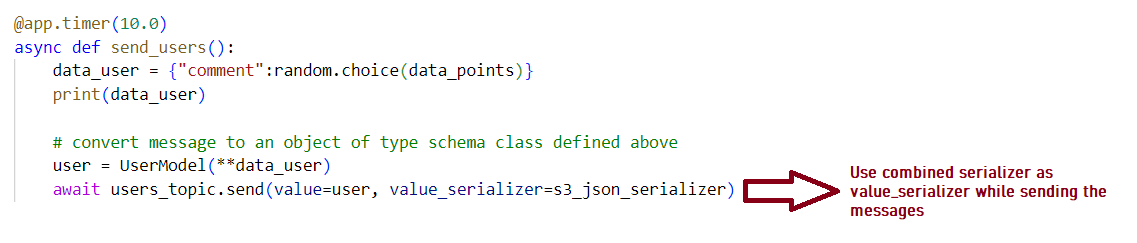 @app.timer(10.0)
async def send_users():
    data_user = {"comment":random.choice(data_points)}
    print(data_user)

    # convert message to an object of type schema class defined above
    user = UserModel(**data_user)
    await users_topic.send(value=user, value_serializer=s3_json_serializer)
Use combined serializer as
value_serializer while sending the
messages